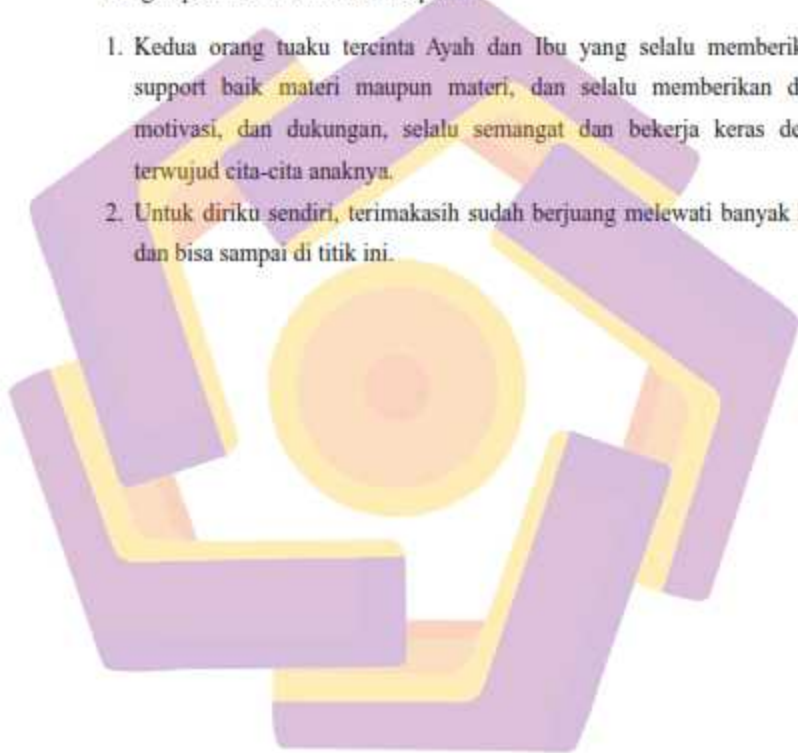 1. Kedua orang tuaku tercinta Ayah dan Ibu yang selalu
support baik materi maupun materi, dan selalu memberikan
motivasi, dan dukungan, selalu semangat dan bekerja keras
terwujud cita-cita anaknya.
2. Untuk diriku sendiri, terimakasih sudah berjuang melewati banyak
dan bisa sampai di titik ini.